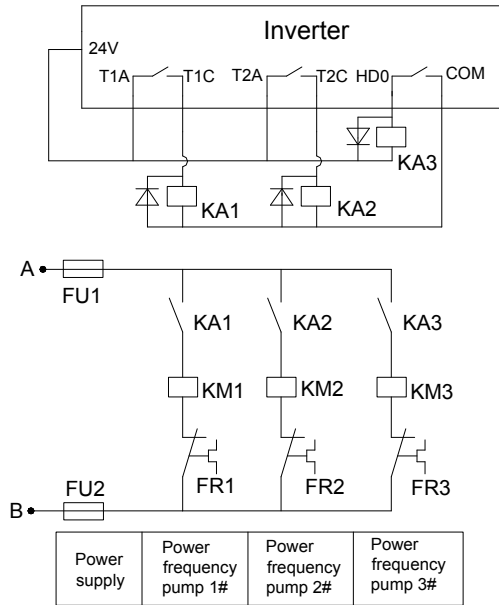 Inverter
24V
T1A T1C T2A T2C HD0 COM
KA3
KA1 KA2
A
FU1
KA1 KA2 KA3
KM1 KM2 KM3
FR1 FR2 FR3
FU2
B
Power supply
Power frequency pump 1#
Power frequency pump 2#
Power frequency pump 3#